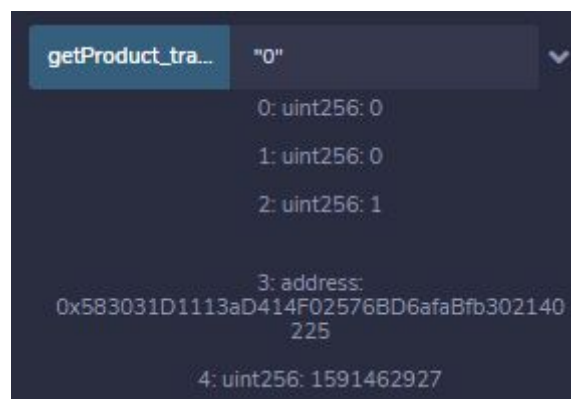 getProduct_tra... "0"
0: uint256: 0
1: uint256: 0
2: uint256: 1
3: address:
0x583031D1113aD414F02576BD6afaBfb302140
225
4: uint256: 1591462927